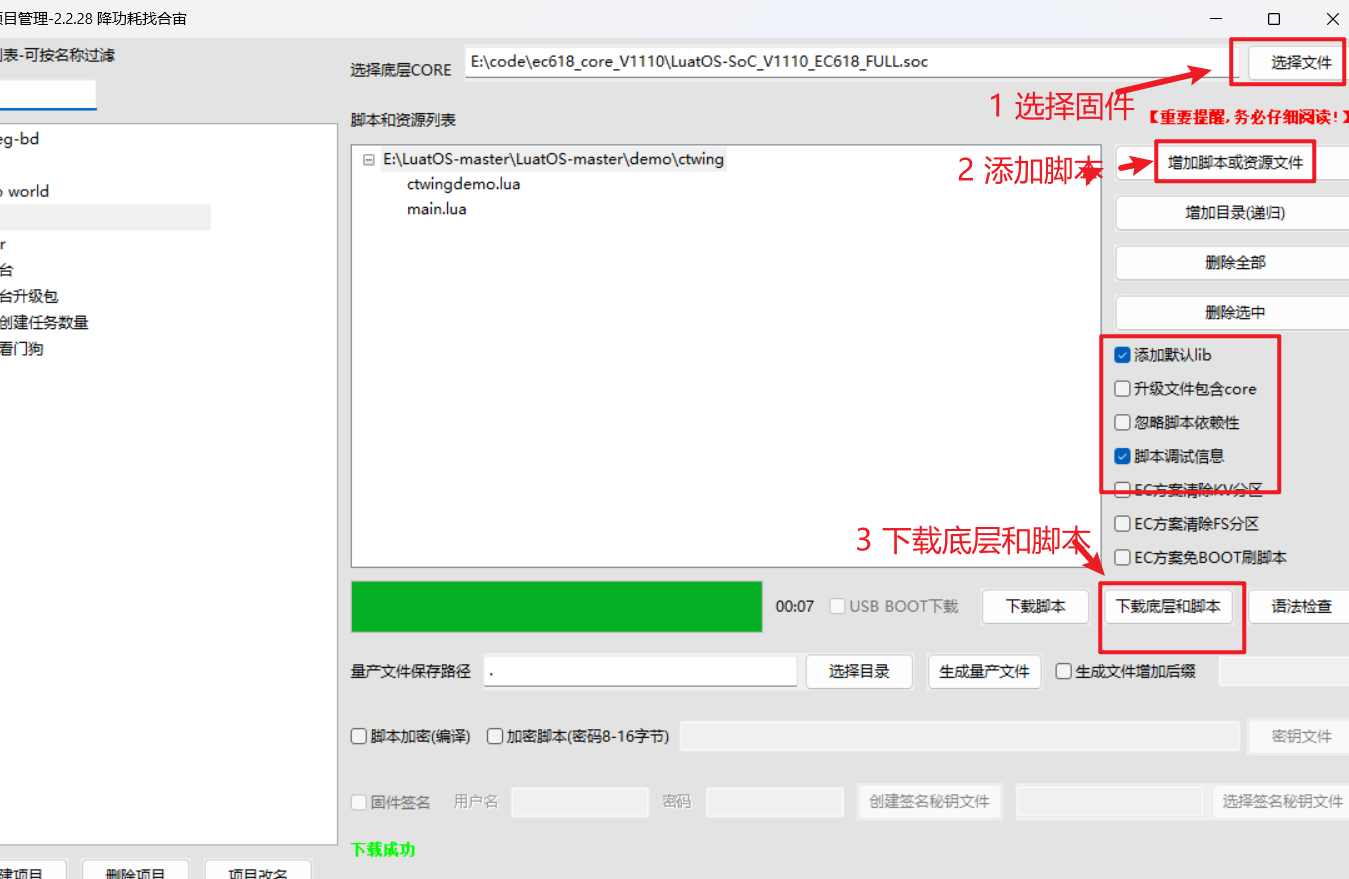 项目管理-2.2.28 降功耗找合宙
列表-可按名称过滤
选择底层CORE
E:\code\ec618_core_V1110\LuatOS-SoC_V1110_EC618_FULL.soc
选择文件
1 选择固件
【重要提醒, 务必仔细阅读! 】
脚本和资源列表
E:\LuatOS-master\LuatOS-master\demo\ctwing
ctwingdemo.lua
main.lua
2 添加脚本
增加脚本或资源文件
增加目录(递归)
删除全部
删除选中
eg-bd
o world
r
台
台升级包
创建任务数量
看门狗
添加默认lib
升级文件包含core
忽略脚本依赖性
脚本调试信息
EC方案清除KV分区
EC方案清除FS分区
EC方案免BOOT刷脚本
3 下载底层和脚本
00:07
USB BOOT下载
下载脚本
下载底层和脚本
语法检查
量产文件保存路径
.
选择目录
生成量产文件
生成文件增加后缀
脚本加密(编译)
加密脚本(密码8-16字节)
密钥文件
固件签名
用户名
密码
创建签名秘钥文件
选择签名秘钥文件
下载成功
建项目
删除项目
项目改名